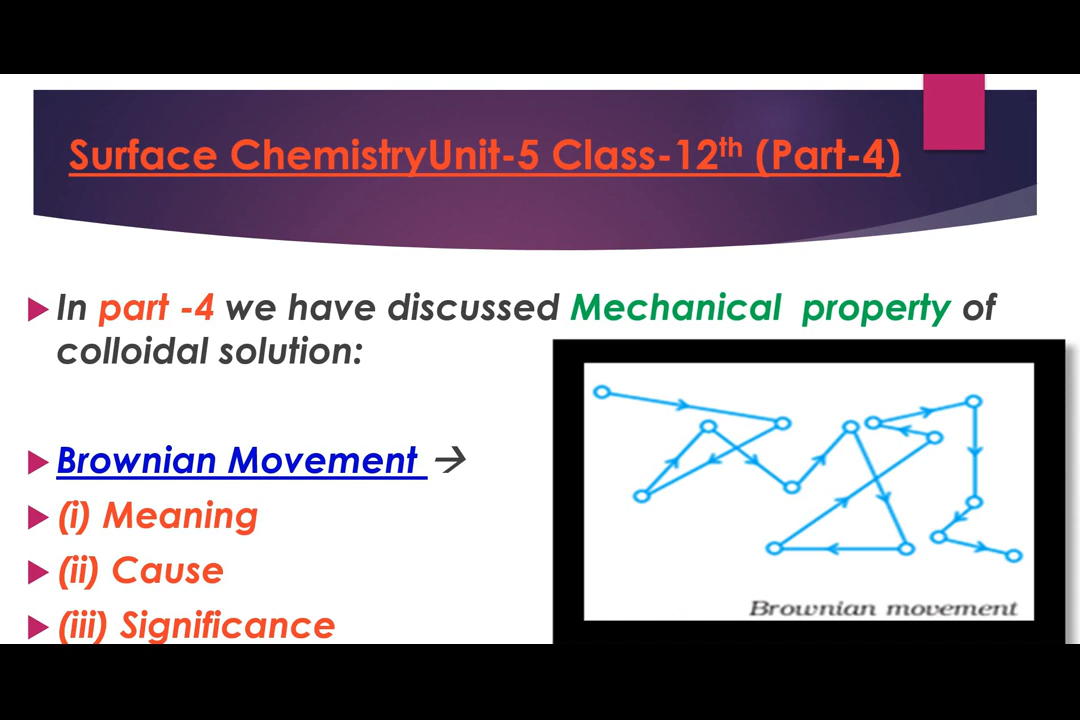 Surface ChemistryUnit-5 Class-12th (Part-4)
In part -4 we have discussed Mechanical property of
colloidal solution:
Brownian Movement →
(i) Meaning
(ii) Cause
(iii) Significance
Brownian movement